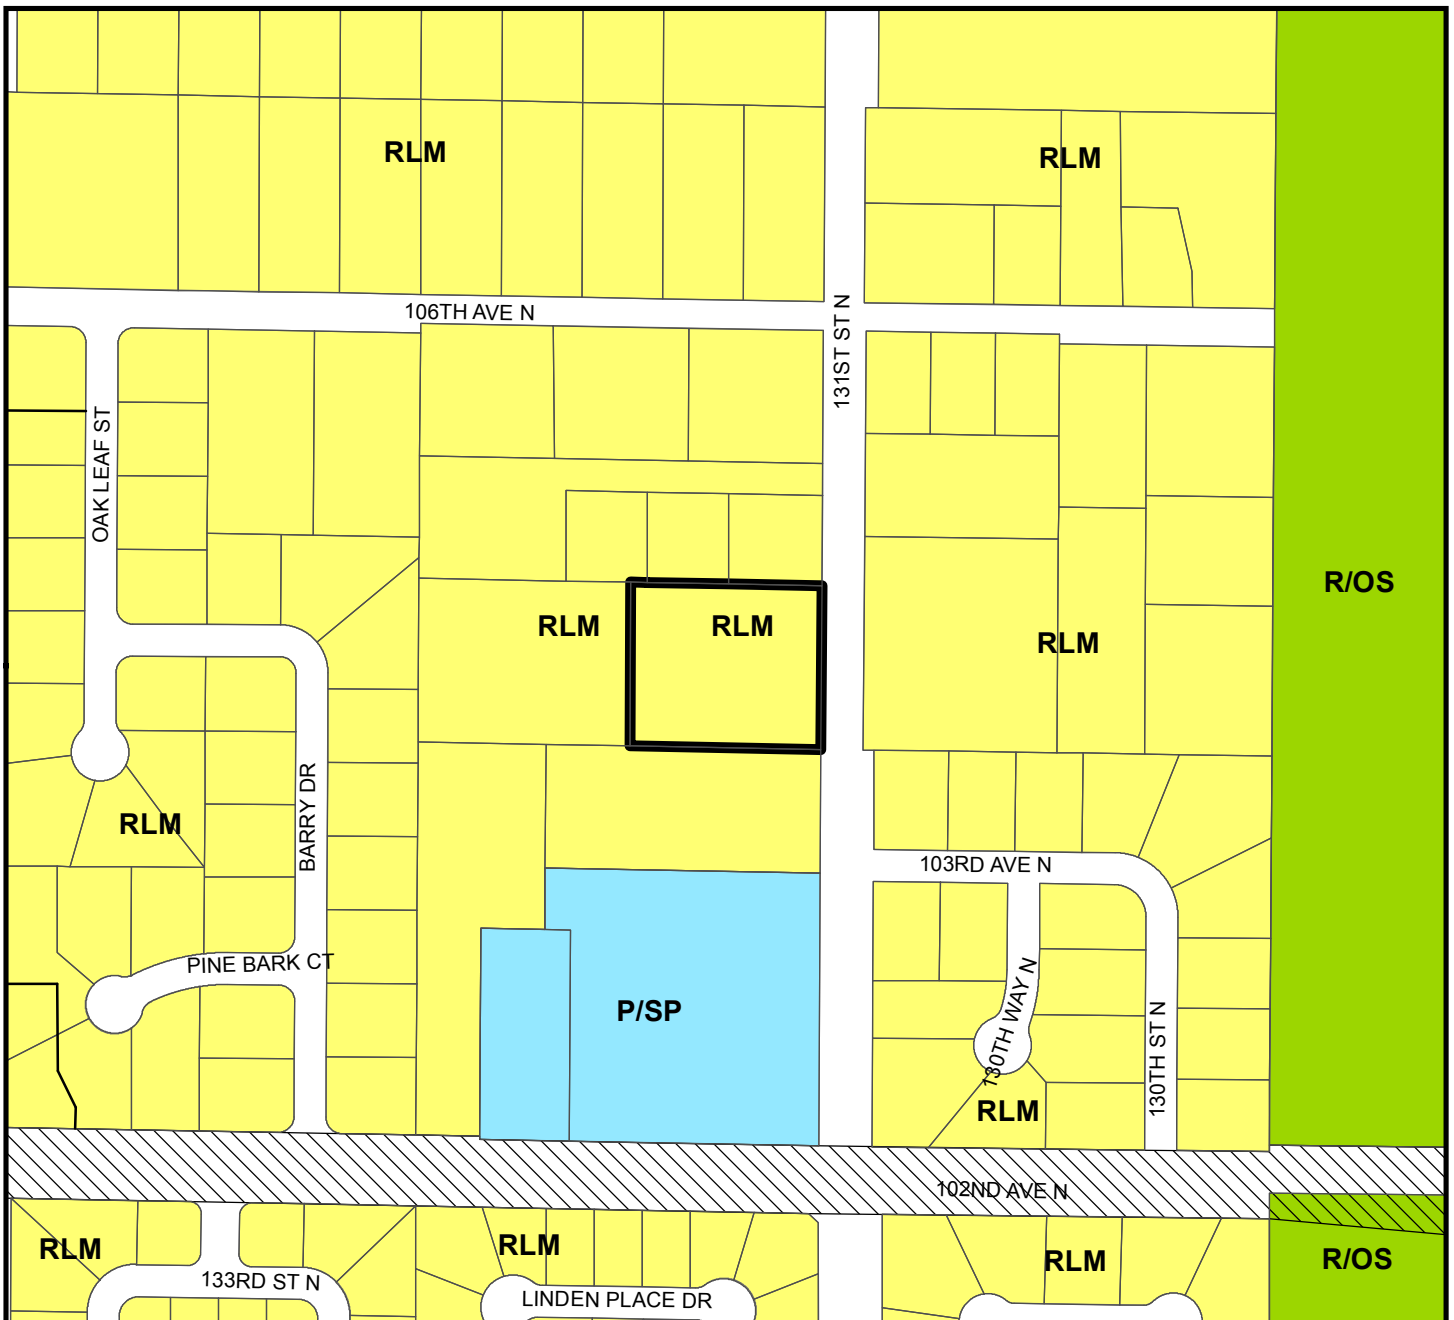 RLM
RLM
106TH AVE N
131ST ST N
OAK LEAF ST
R/OS
RLM
RLM
RLM
BARRY DR
RLM
103RD AVE N
PINE BARK CT
P/SP
130TH WAY N
130TH ST N
RLM
102ND AVE N
RLM
RLM
RLM
R/OS
133RD ST N
LINDEN PLACE DR